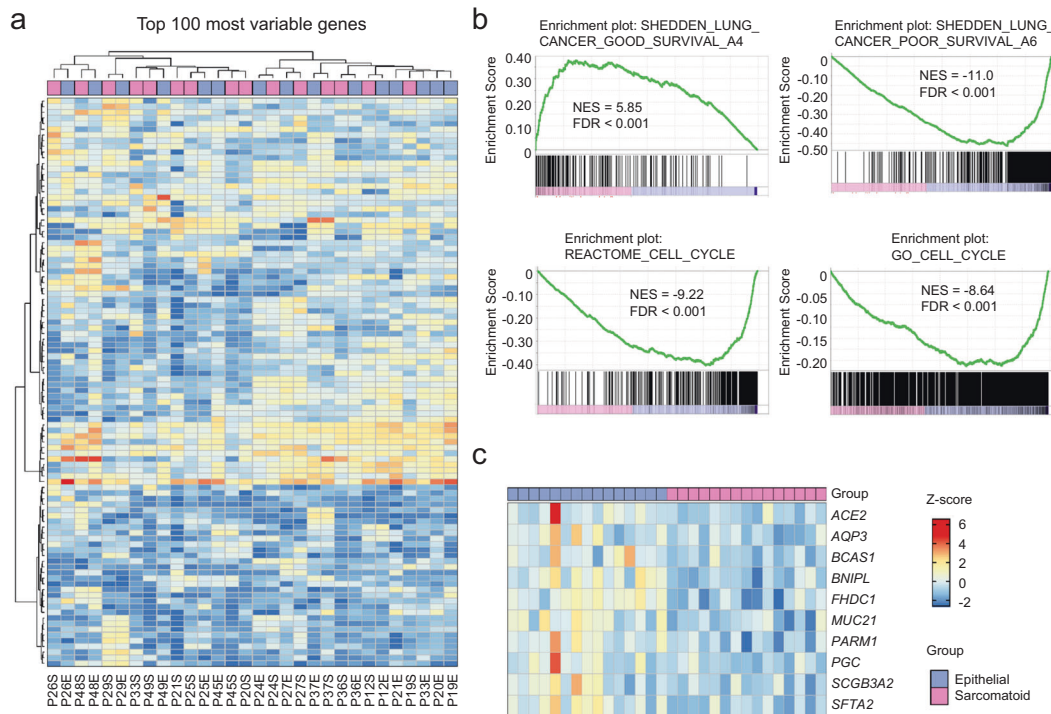 a
Top 100 most variable genes
P26S
P26E
P48S
P48E
P29S
P29E
P33S
P49S
P49E
P21S
P25S
P25E
P45E
P45S
P20S
P24E
P24S
P27E
P27S
P37E
P37S
P36S
P36E
P12S
P12E
P21E
P19S
P33E
P20E
P19E
b
Enrichment plot: SHEDDEN_LUNG_
CANCER_GOOD_SURVIVAL_A4
Enrichment Score
0.40
0.30
0.20
0.10
0
NES = 5.85
FDR < 0.001
Enrichment plot: SHEDDEN_LUNG_
CANCER_POOR_SURVIVAL_A6
Enrichment Score
0
-0.10
-0.20
-0.30
-0.40
-0.50
NES = -11.0
FDR < 0.001
Enrichment plot:
REACTOME_CELL_CYCLE
Enrichment Score
0
-0.10
-0.20
-0.30
-0.40
NES = -9.22
FDR < 0.001
Enrichment plot:
GO_CELL_CYCLE
Enrichment Score
0
-0.05
-0.10
-0.15
-0.20
NES = -8.64
FDR < 0.001
c
Group
ACE2
AQP3
BCAS1
BNIPL
FHDC1
MUC21
PARM1
PGC
SCGB3A2
SFTA2
Z-score
6
4
2
0
-2
Group
Epithelial
Sarcomatoid